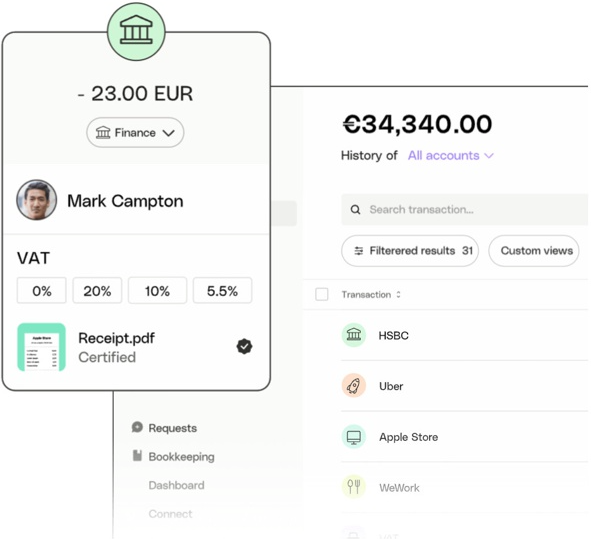 - 23.00 EUR
Finance
Mark Campton
VAT
0% 20% 10% 5.5%
Receipt.pdf
Certified
Apple Store
€34,340.00
History of All accounts
Search transaction...
Filterered results 31 Custom views
Transaction
HSBC
Uber
Apple Store
WeWork
Requests
Bookkeeping
Dashboard
Connect